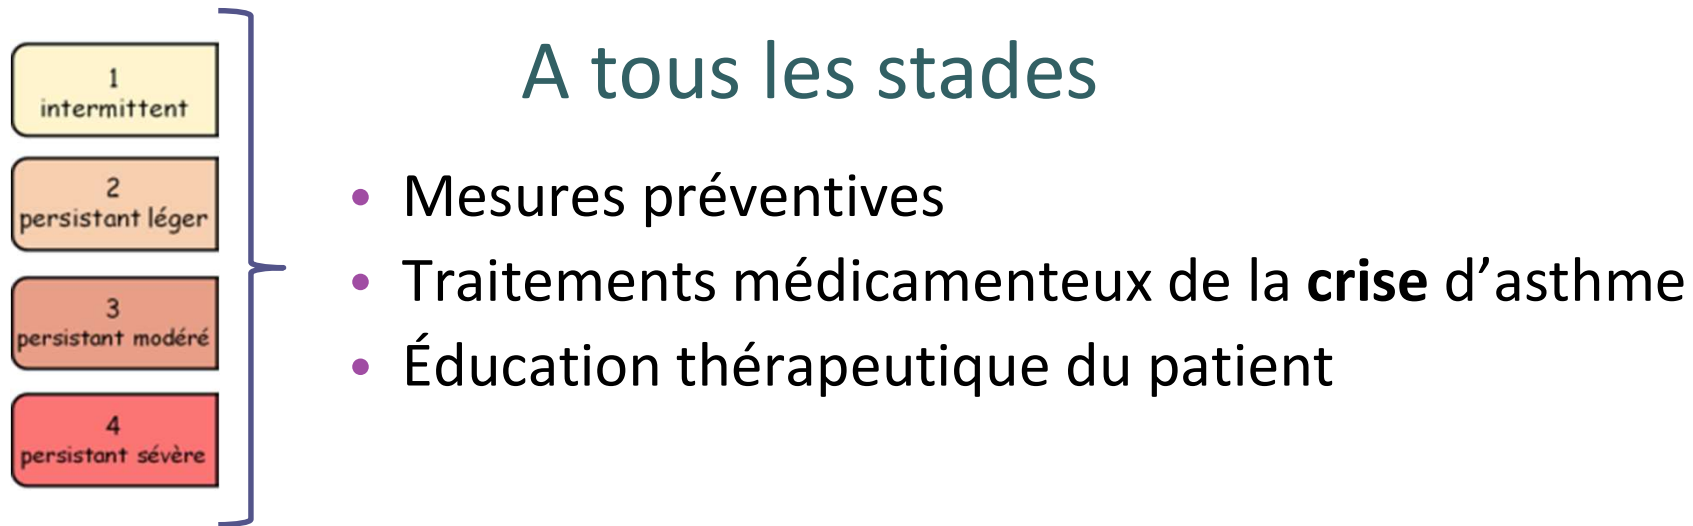 1
intermittent
2
persistant léger
3
persistant modéré
4
persistant sévère
A tous les stades
• Mesures préventives
• Traitements médicamenteux de la crise d’asthme
• Éducation thérapeutique du patient